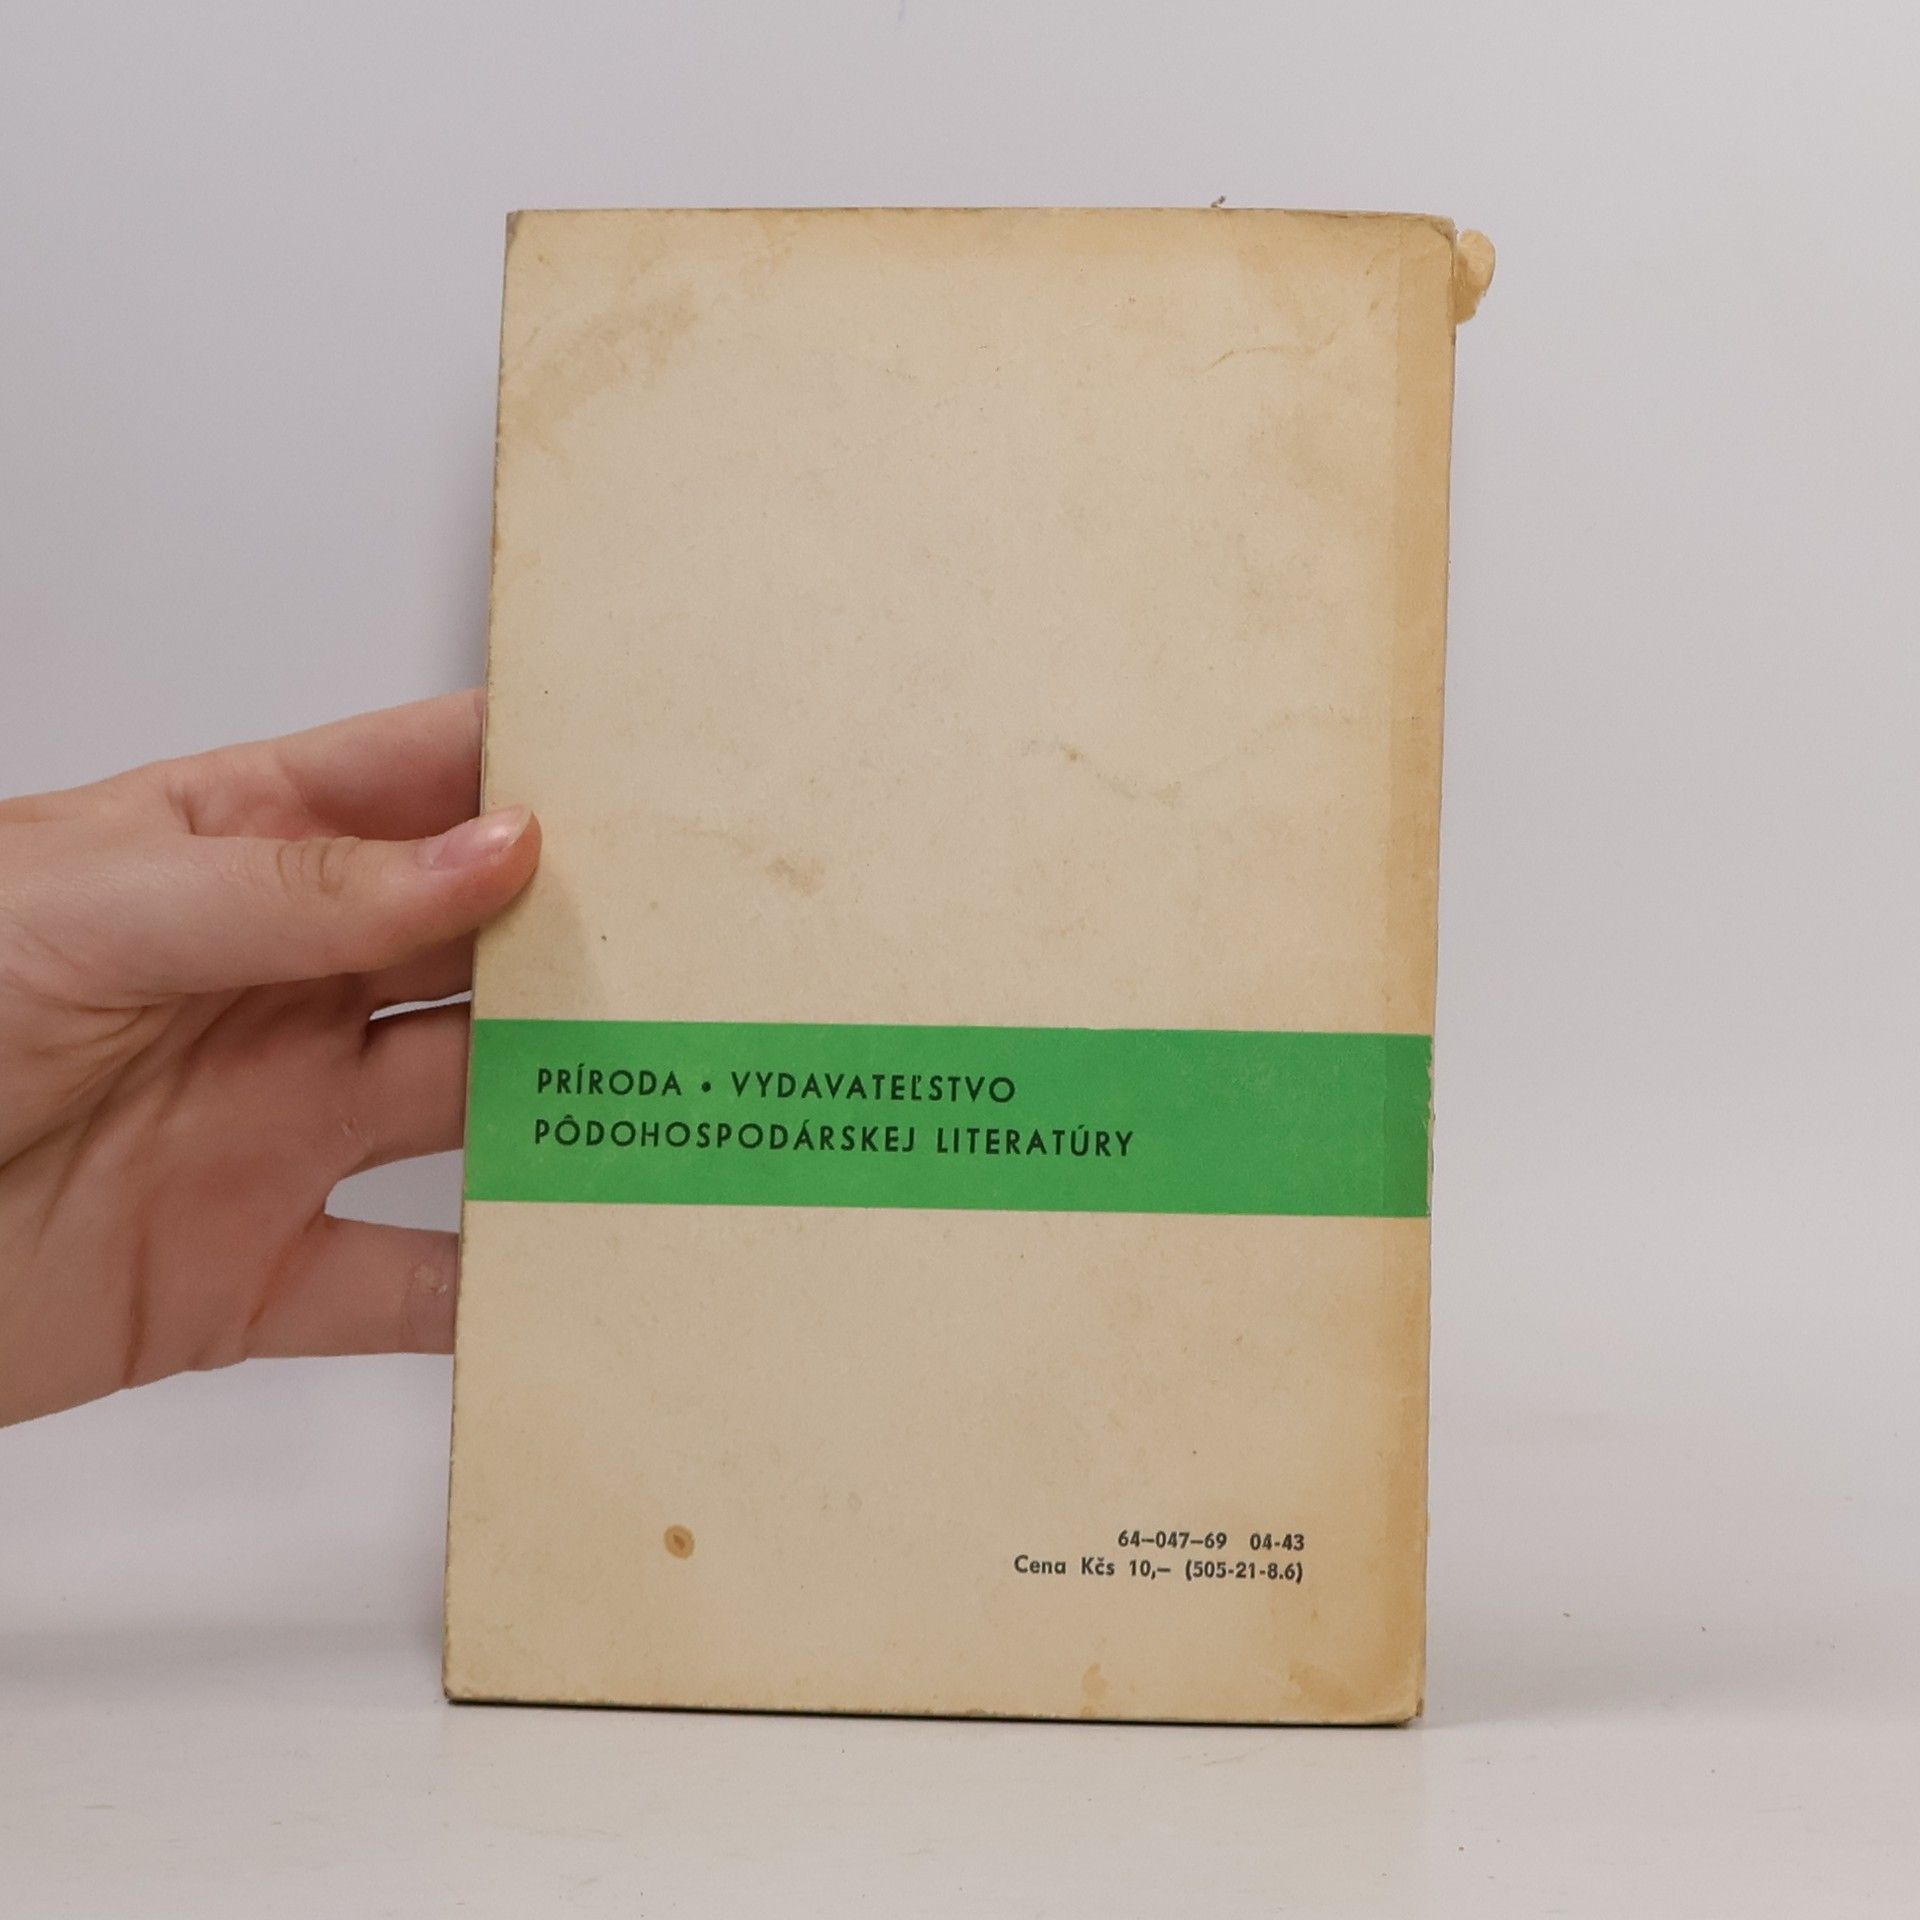 PRÍRODA • VYDAVATEĽSTVO
PÔDOHOSPODÁRSKEJ LITERATÚRY
64—047—69 04-43
Cena Kčs 10,— (505-21-8.6)